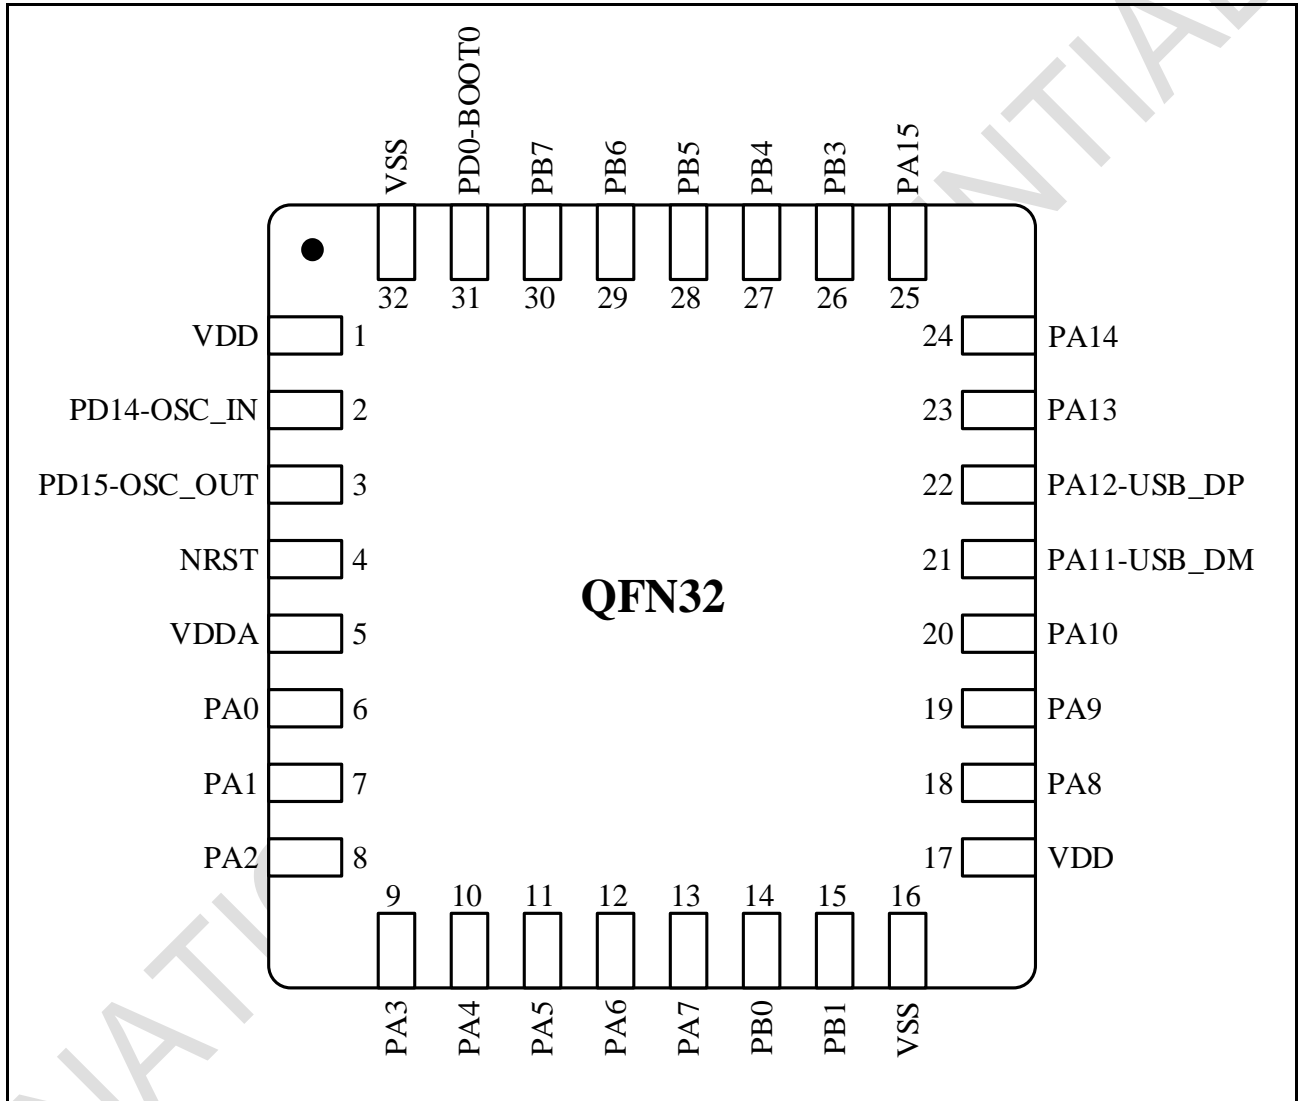 VSS
PD0-BOOT0
PB7
PB6
PB5
PB4
PB3
PA15
32 31 30 29 28 27 26 25
VDD 1 24 PA14
PD14-OSC_IN 2 23 PA13
PD15-OSC_OUT 3 22 PA12-USB_DP
NRST 4 21 PA11-USB_DM
QFN32
VDDA 5 20 PA10
PA0 6 19 PA9
PA1 7 18 PA8
PA2 8 17 VDD
9 10 11 12 13 14 15 16
PA3
PA4
PA5
PA6
PA7
PB0
PB1
VSS
NATIO
NTIAL